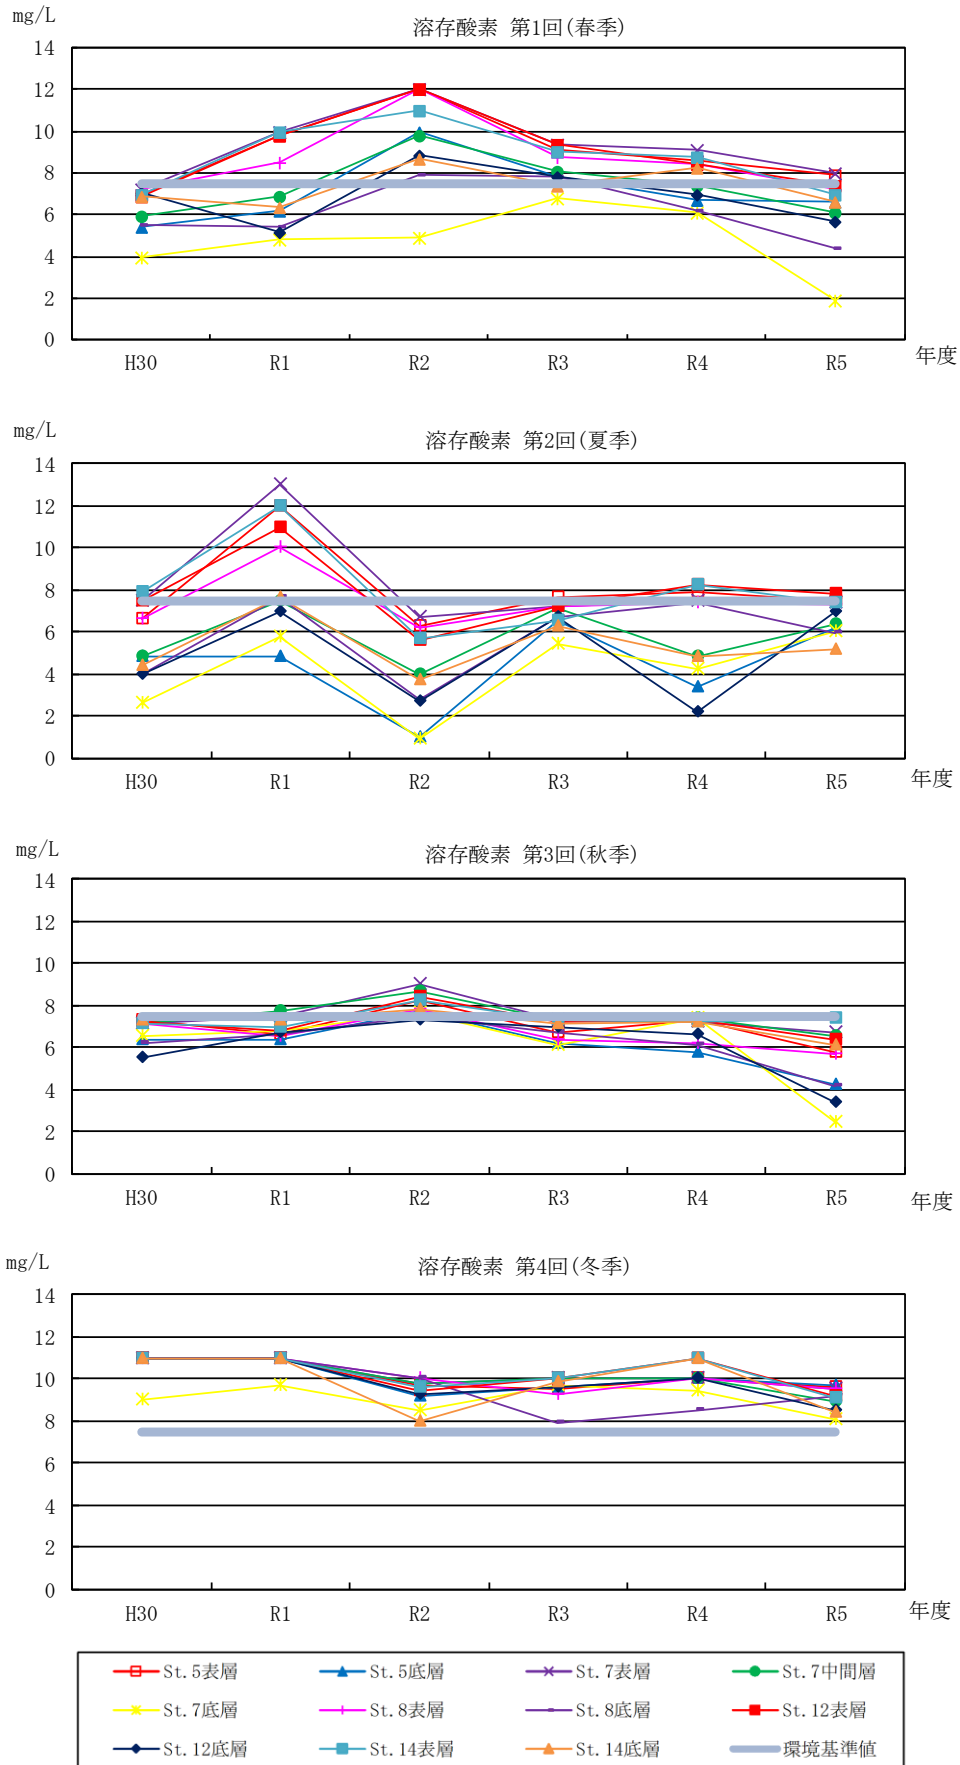 mg/L
溶存酸素 第1回(春季)
14
12
10
8
6
4
2
0
H30 R1 R2 R3 R4 R5 年度
mg/L
溶存酸素 第2回(夏季)
14
12
10
8
6
4
2
0
H30 R1 R2 R3 R4 R5 年度
mg/L
溶存酸素 第3回(秋季)
14
12
10
8
6
4
2
0
H30 R1 R2 R3 R4 R5 年度
mg/L
溶存酸素 第4回(冬季)
14
12
10
8
6
4
2
0
H30 R1 R2 R3 R4 R5 年度
St.5表層 St.5底層 St.7表層 St.7中間層
St.7底層 St.8表層 St.8底層 St.12表層
St.12底層 St.14表層 St.14底層 環境基準値